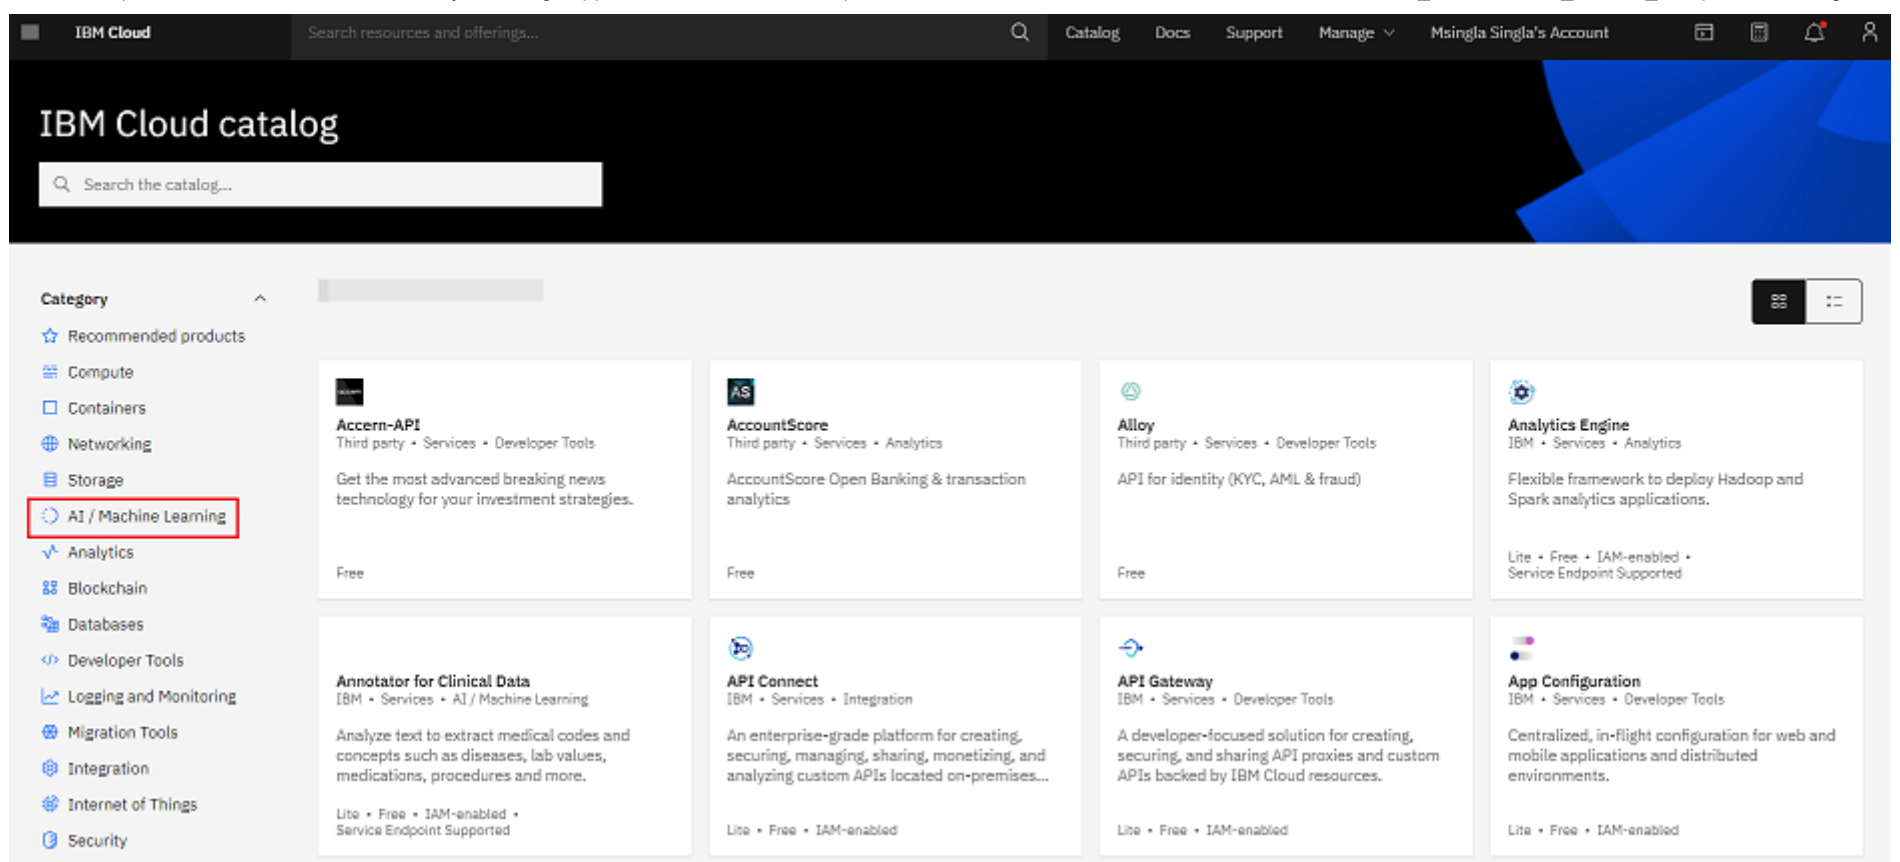 IBM Cloud
Search resources and offerings...
Catalog
Docs
Support
Manage
Msingla Singla's Account
IBM Cloud catalog
Search the catalog...
Category
Recommended products
Compute
Containers
Networking
Storage
AI / Machine Learning
Analytics
Blockchain
Databases
Developer Tools
Logging and Monitoring
Migration Tools
Integration
Internet of Things
Security
Accern-API
Third party • Services • Developer Tools
Get the most advanced breaking news
technology for your investment strategies.
Free
AS
AccountScore
Third party • Services • Analytics
AccountScore Open Banking & transaction
analytics
Free
Alloy
Third party • Services • Developer Tools
API for identity (KYC, AML & fraud)
Free
Analytics Engine
IBM • Services • Analytics
Flexible framework to deploy Hadoop and
Spark analytics applications.
Lite • Free • IAM-enabled •
Service Endpoint Supported
Annotator for Clinical Data
IBM • Services • AI / Machine Learning
Analyze text to extract medical codes and
concepts such as diseases, lab values,
medications, procedures and more.
Lite • Free • IAM-enabled •
Service Endpoint Supported
API Connect
IBM • Services • Integration
An enterprise-grade platform for creating,
securing, managing, sharing, monetizing, and
analyzing custom APIs located on-premises...
Lite • Free • IAM-enabled
API Gateway
IBM • Services • Developer Tools
A developer-focused solution for creating,
securing, and sharing API proxies and custom
APIs backed by IBM Cloud resources.
Lite • Free • IAM-enabled
App Configuration
IBM • Services • Developer Tools
Centralized, in-flight configuration for web and
mobile applications and distributed
environments.
Lite • Free • IAM-enabled